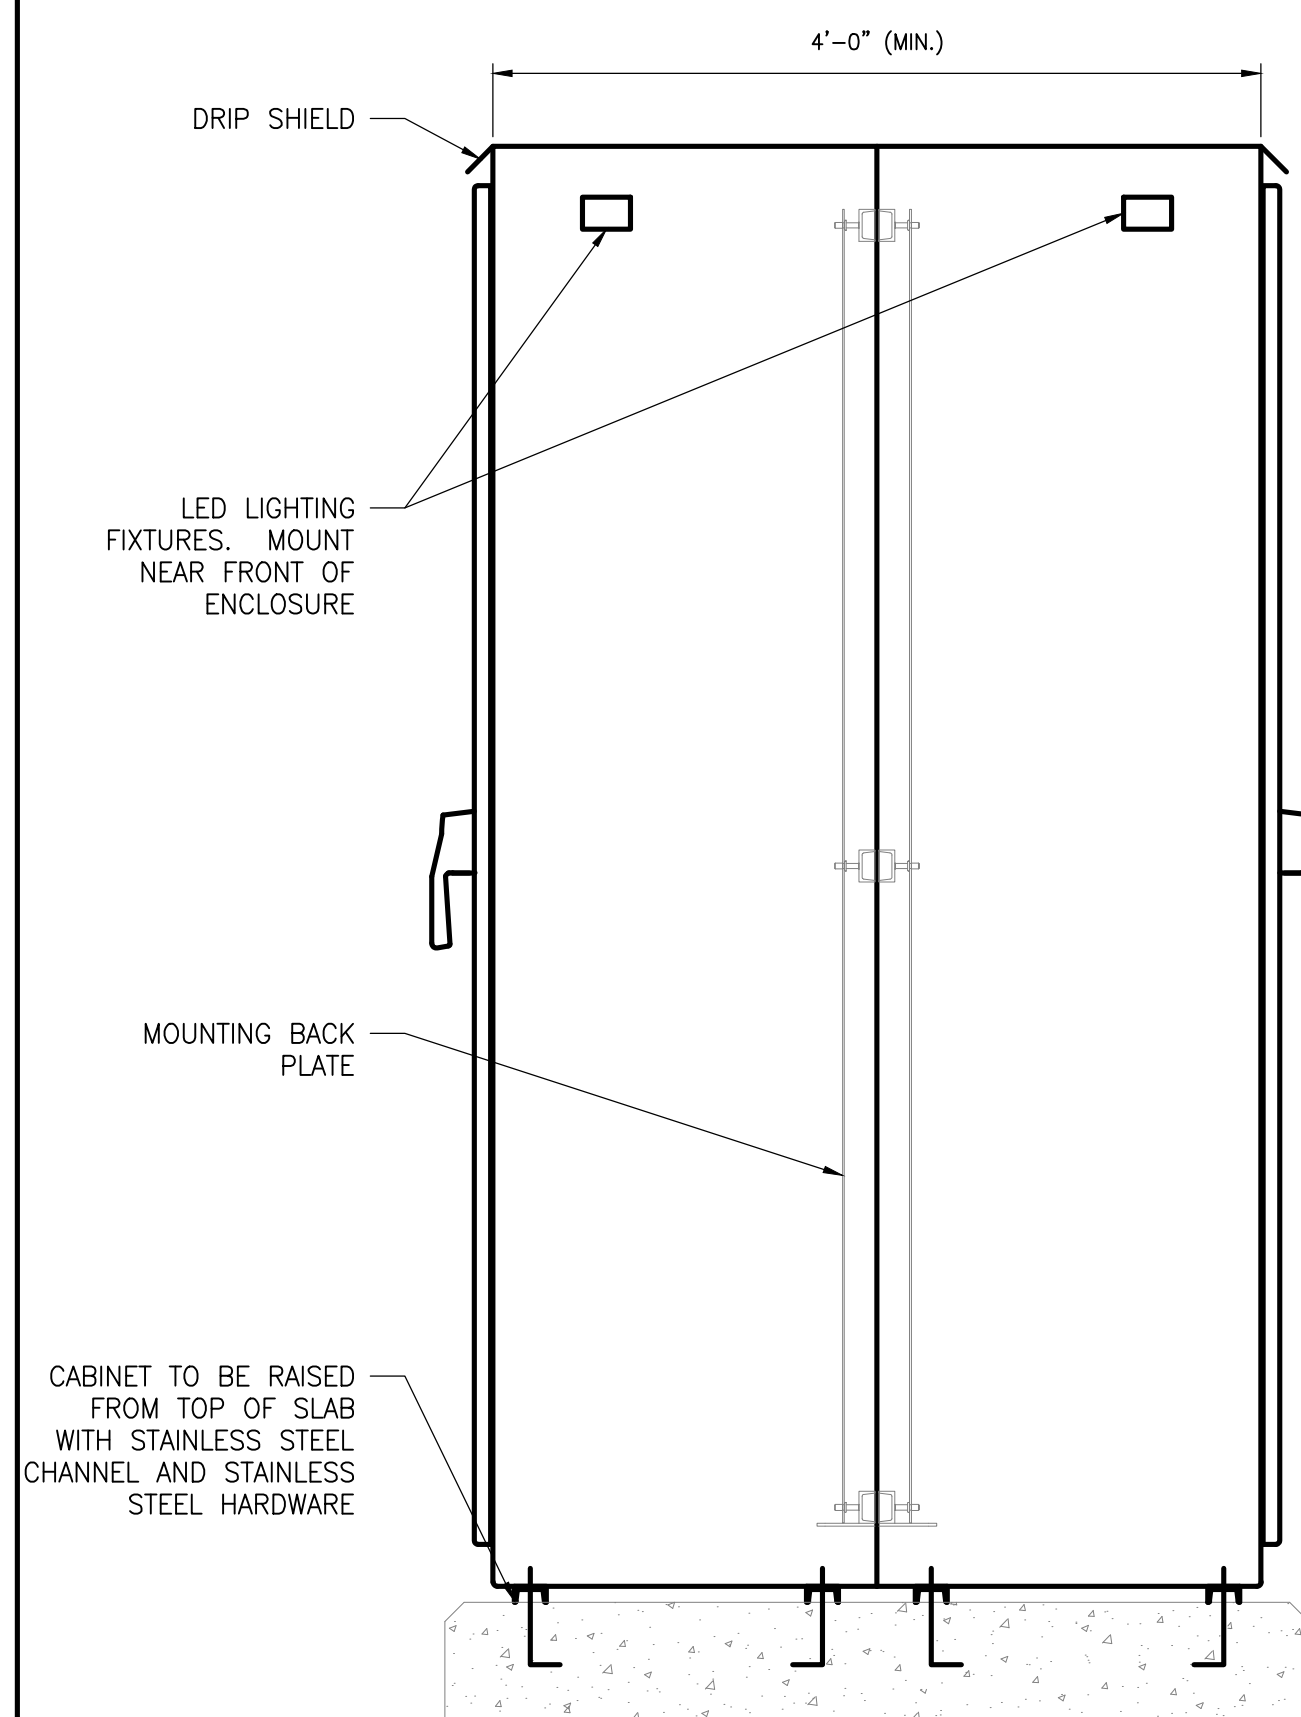 4'-0" (MIN.)
DRIP SHIELD
LED LIGHTING
FIXTURES. MOUNT
NEAR FRONT OF
ENCLOSURE
MOUNTING BACK
PLATE
CABINET TO BE RAISED
FROM TOP OF SLAB
WITH STAINLESS STEEL
CHANNEL AND STAINLESS
STEEL HARDWARE